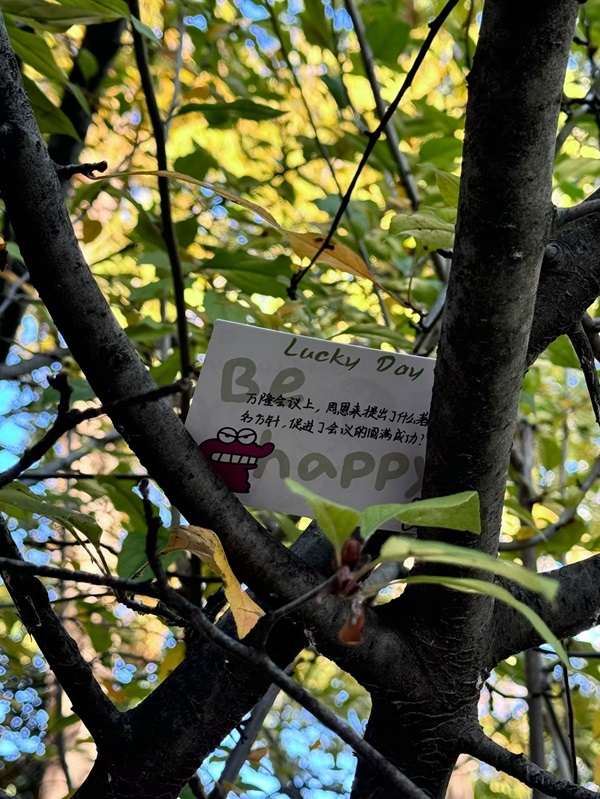 Lucky Day
Be
万隆会议上，周恩来提出了什么著
名方针，促进了会议的圆满成功？
happy